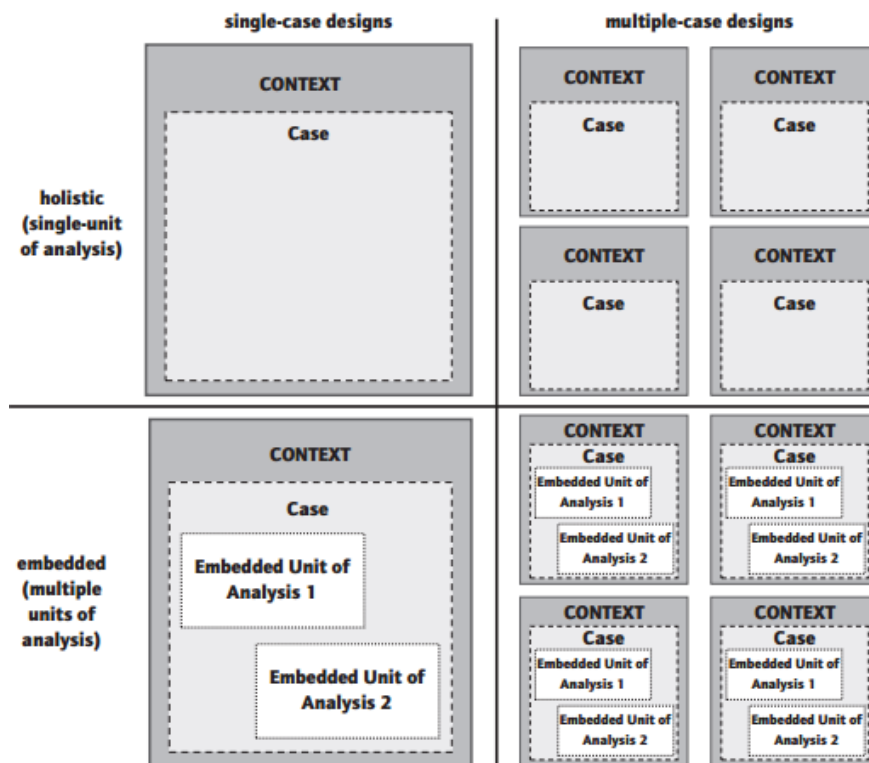 single-case designs
multiple-case designs
holistic
(single-unit
of analysis)
CONTEXT
Case
CONTEXT
Case
CONTEXT
Case
CONTEXT
Case
CONTEXT
Case
embedded
(multiple
units of
analysis)
CONTEXT
Case
Embedded Unit of
Analysis 1
Embedded Unit of
Analysis 2
CONTEXT
Case
Embedded Unit of
Analysis 1
Embedded Unit of
Analysis 2
CONTEXT
Case
Embedded Unit of
Analysis 1
Embedded Unit of
Analysis 2
CONTEXT
Case
Embedded Unit of
Analysis 1
Embedded Unit of
Analysis 2
CONTEXT
Case
Embedded Unit of
Analysis 1
Embedded Unit of
Analysis 2